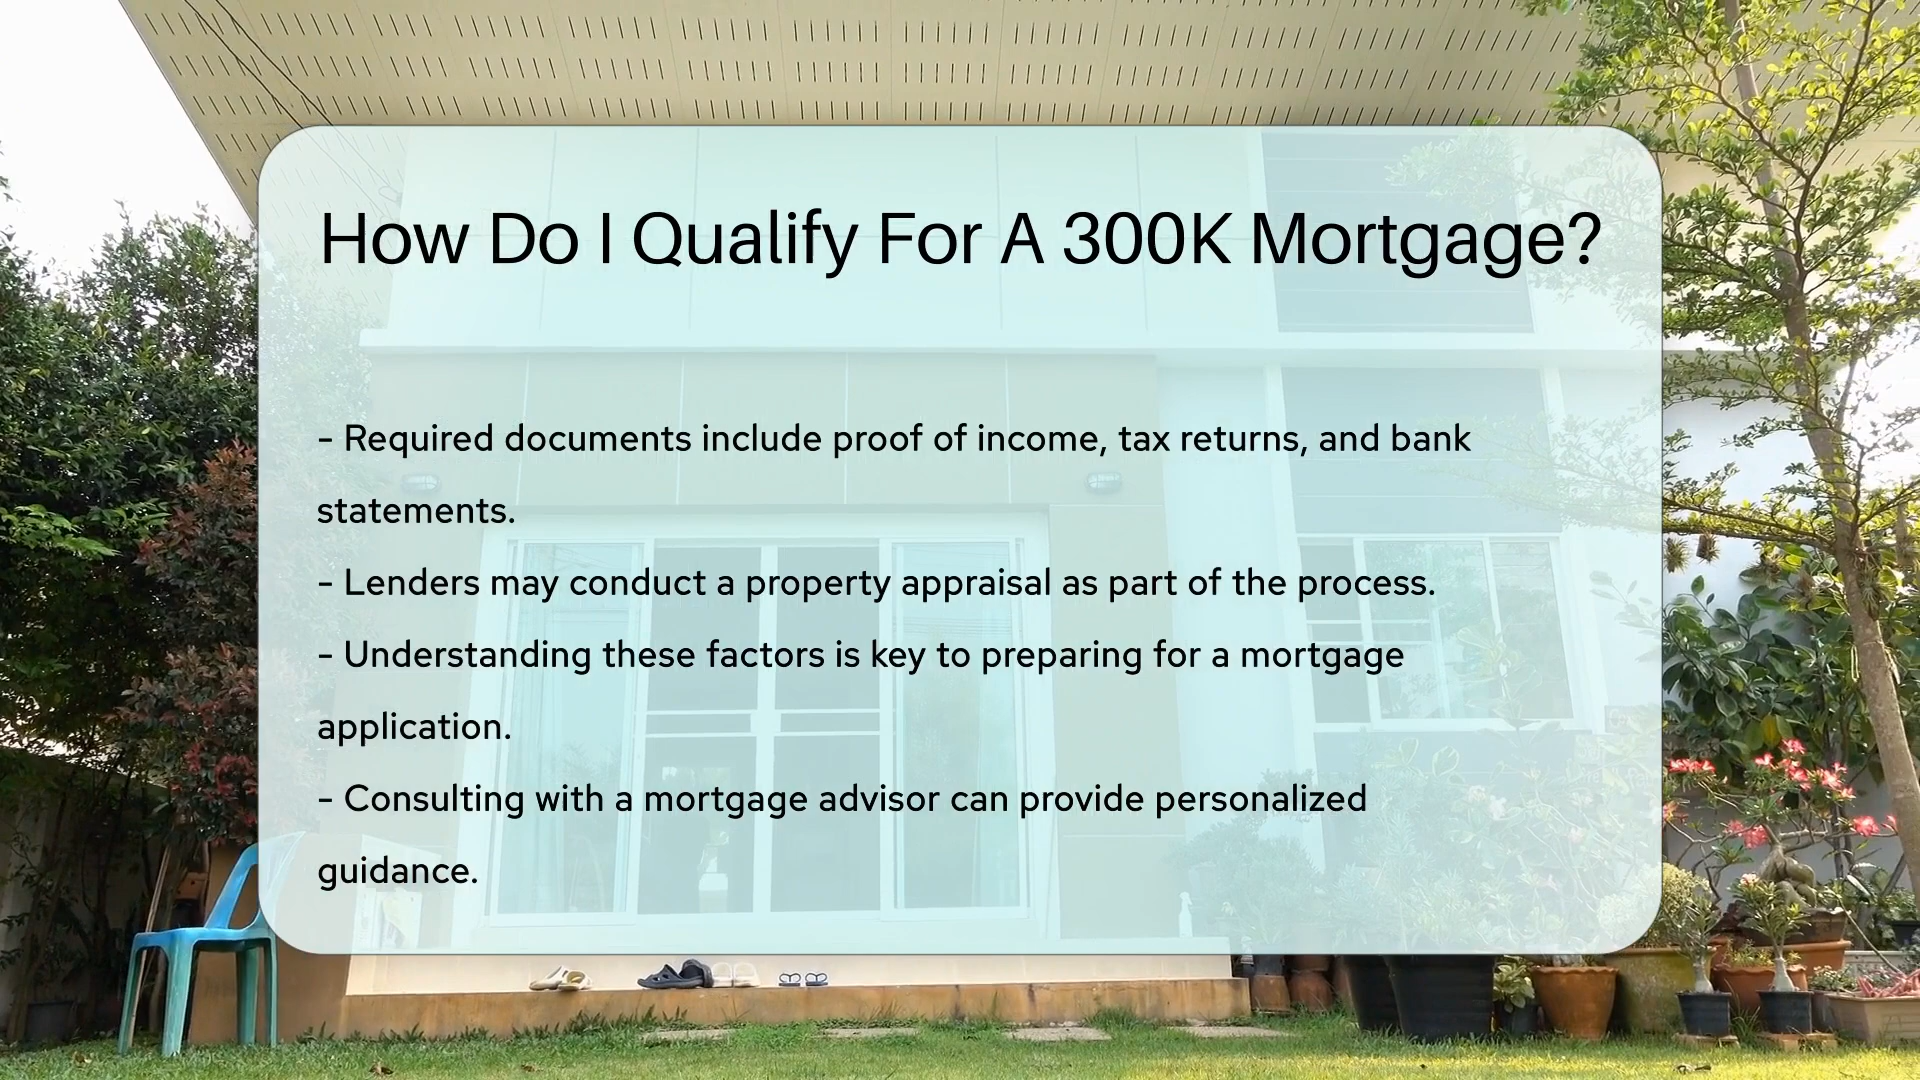 How Do I Qualify For A 300K Mortgage?
- Required documents include proof of income, tax returns, and bank
statements.
- Lenders may conduct a property appraisal as part of the process.
- Understanding these factors is key to preparing for a mortgage
application.
- Consulting with a mortgage advisor can provide personalized
guidance.